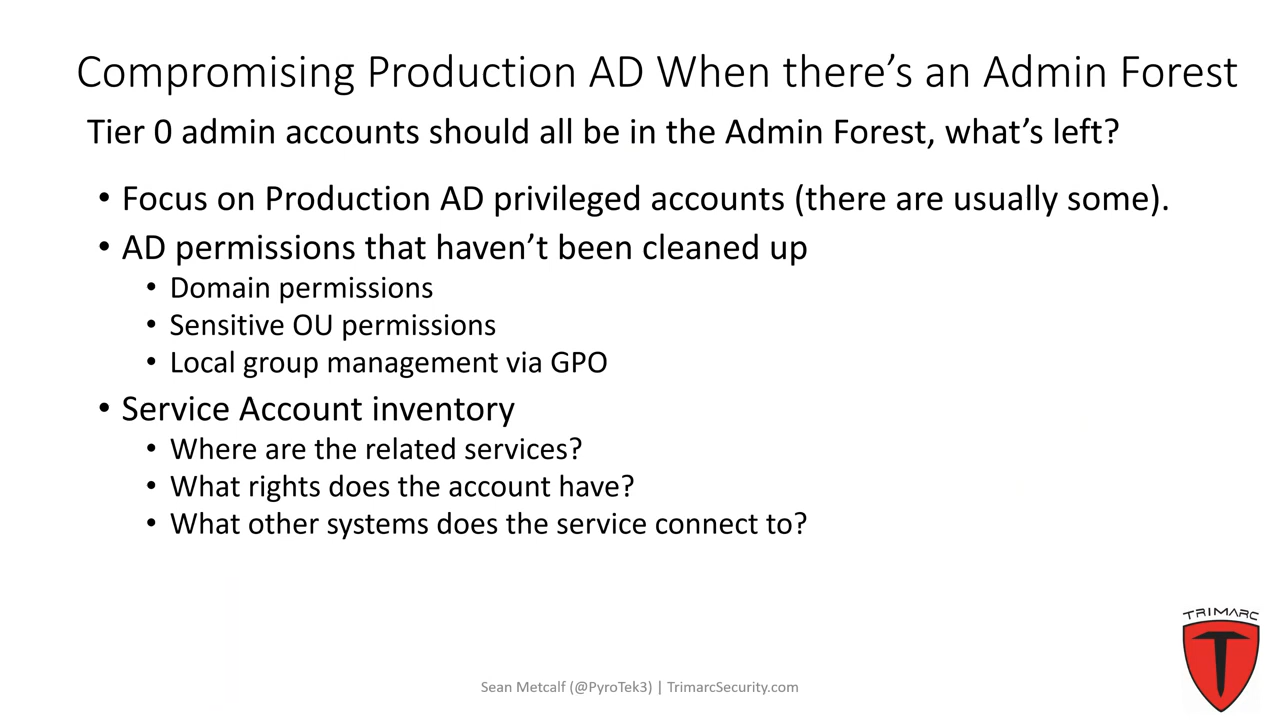 Compromising Production AD When there’s an Admin Forest
Tier 0 admin accounts should all be in the Admin Forest, what’s left?
• Focus on Production AD privileged accounts (there are usually some).
• AD permissions that haven’t been cleaned up
• Domain permissions
• Sensitive OU permissions
• Local group management via GPO
• Service Account inventory
• Where are the related services?
• What rights does the account have?
• What other systems does the service connect to?
TRIMARC
T
Sean Metcalf (@PyroTek3) | TrimarcSecurity.com